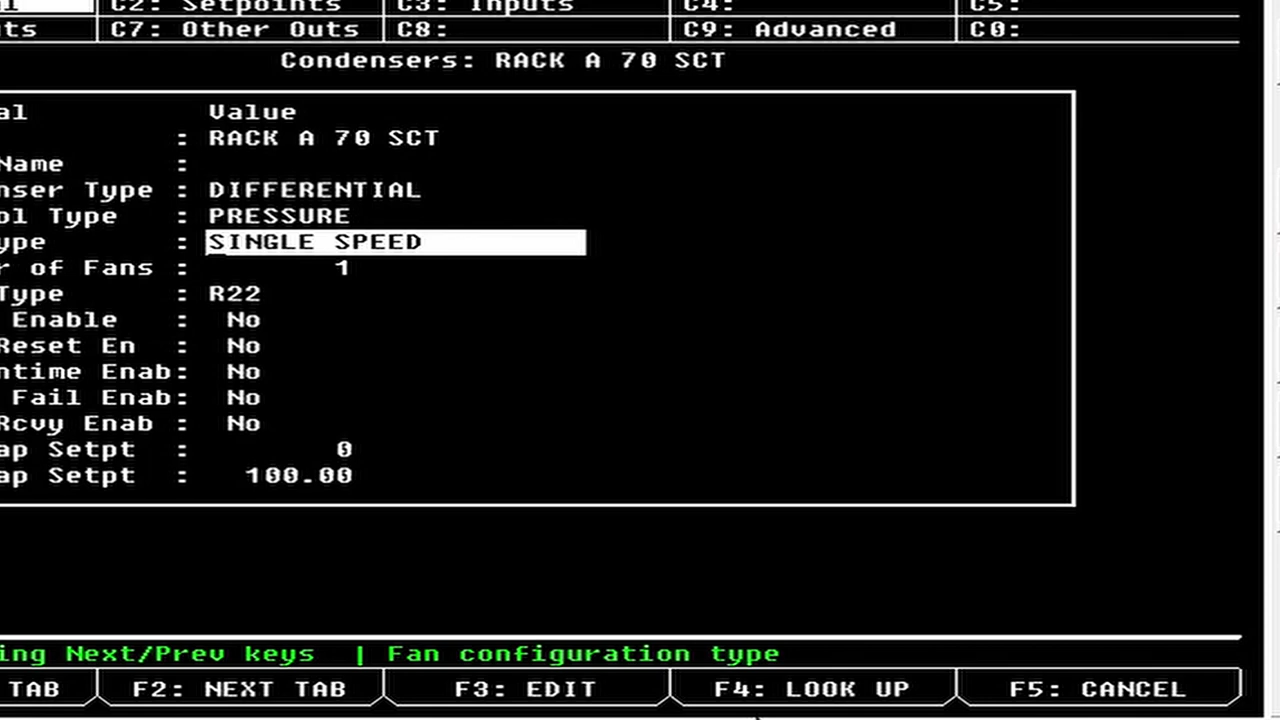 C2: Setpoints C3: Inputs C4: C5:
ts C7: Other Outs C8: C9: Advanced C0:
Condensers: RACK A 70 SCT
al Value
: RACK A 70 SCT
Name :
nser Type : DIFFERENTIAL
ol Type : PRESSURE
ype : SINGLE SPEED
r of Fans : 1
Type : R22
Enable : No
Reset En : No
ntime Enab: No
Fail Enab: No
Rcvy Enab : No
ap Setpt : 0
ap Setpt : 100.00
ing Next/Prev keys | Fan configuration type
TAB F2: NEXT TAB F3: EDIT F4: LOOK UP F5: CANCEL